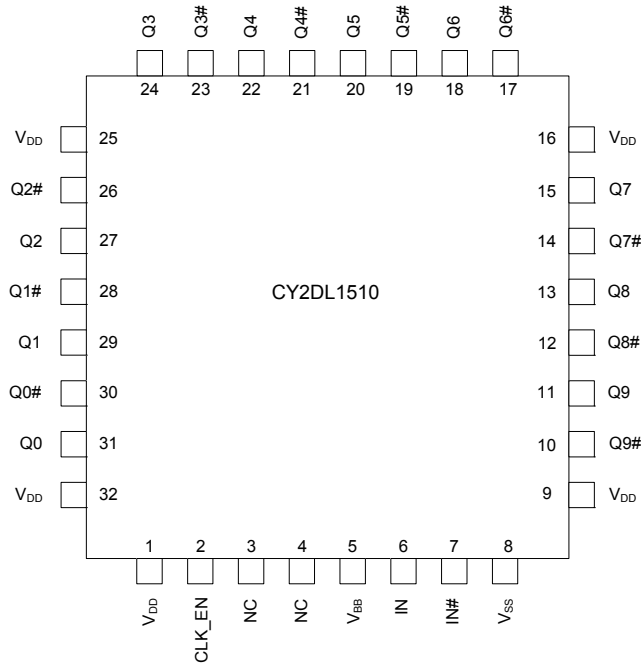 Q3 Q3# Q4 Q4# Q5 Q5# Q6 Q6#
24 23 22 21 20 19 18 17
VDD 25 16 VDD
Q2# 26 15 Q7
Q2 27 14 Q7#
Q1# 28 CY2DL1510 13 Q8
Q1 29 12 Q8#
Q0# 30 11 Q9
Q0 31 10 Q9#
VDD 32 9 VDD
1 2 3 4 5 6 7 8
VDD CLK_EN NC NC VBB IN IN# VSS